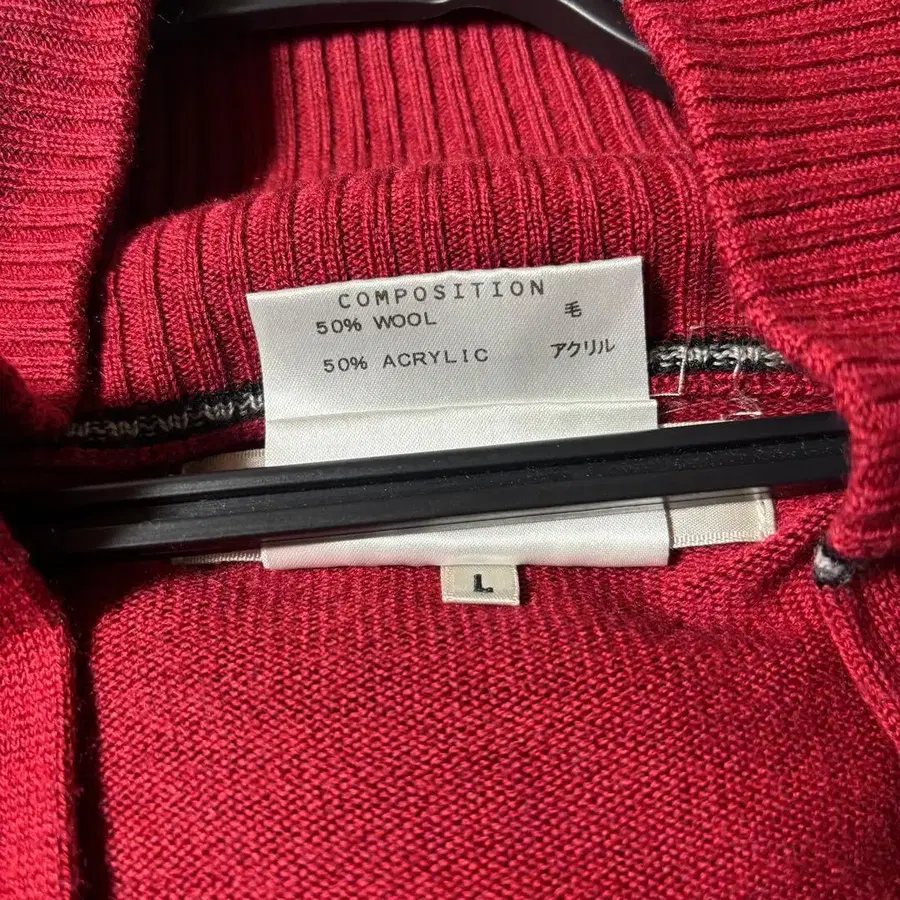 COMPOSITION
50% WOOL 毛
50% ACRYLIC アクリル
L